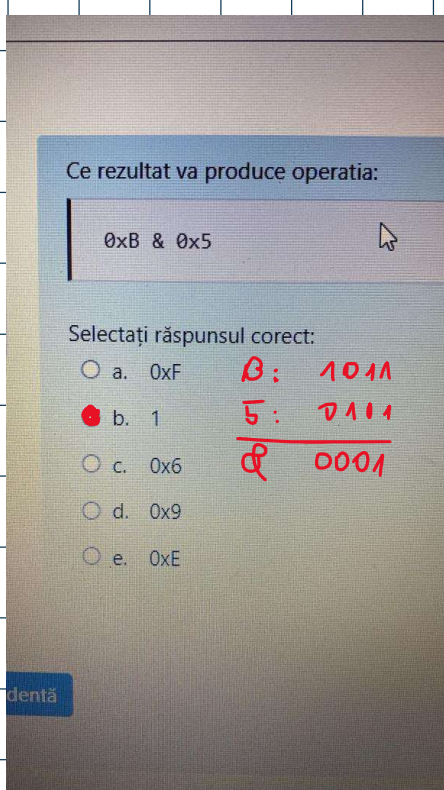 Ce rezultat va produce operatia:
0xB & 0x5
Selectați răspunsul corect:
a. 0xF
b. 1
c. 0x6
d. 0x9
e. 0xE
B: 1011
5: 0101
& 0001
dentă